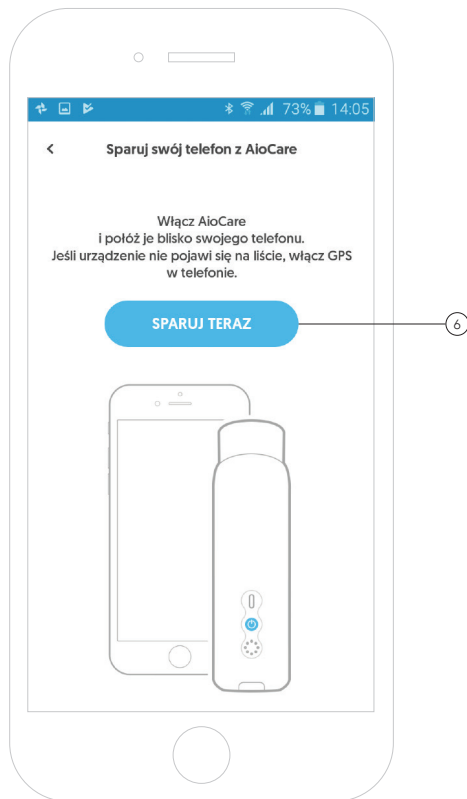 73% 14:05
Sparuj swój telefon z AioCare
Włącz AioCare
i połóż je blisko swojego telefonu.
Jeśli urządzenie nie pojawi się na liście, włącz GPS
w telefonie.
SPARUJ TERAZ
6